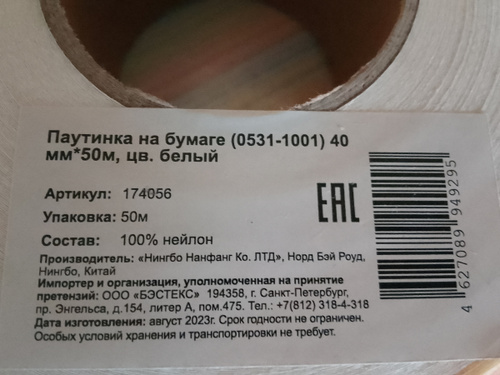 Паутинка на бумаге (0531-1001) 40
мм*50м, цв. белый
Артикул: 174056
Упаковка: 50м
Состав: 100% нейлон
Производитель: «Нингбо Нанфанг Ко. ЛТД», Норд Бэй Роуд,
Нингбо, Китай
Импортер и организация, уполномоченная на принятие
претензий: ООО «БЭСТЕКС» 194358, г. Санкт-Петербург,
пр. Энгельса, д.154, литер А, пом.475. Тел.: +7(812) 318-4-318
Дата изготовления: август 2023г. Срок годности не ограничен.
Особых условий хранения и транспортировки не требует.
EAC
4 627089 949295